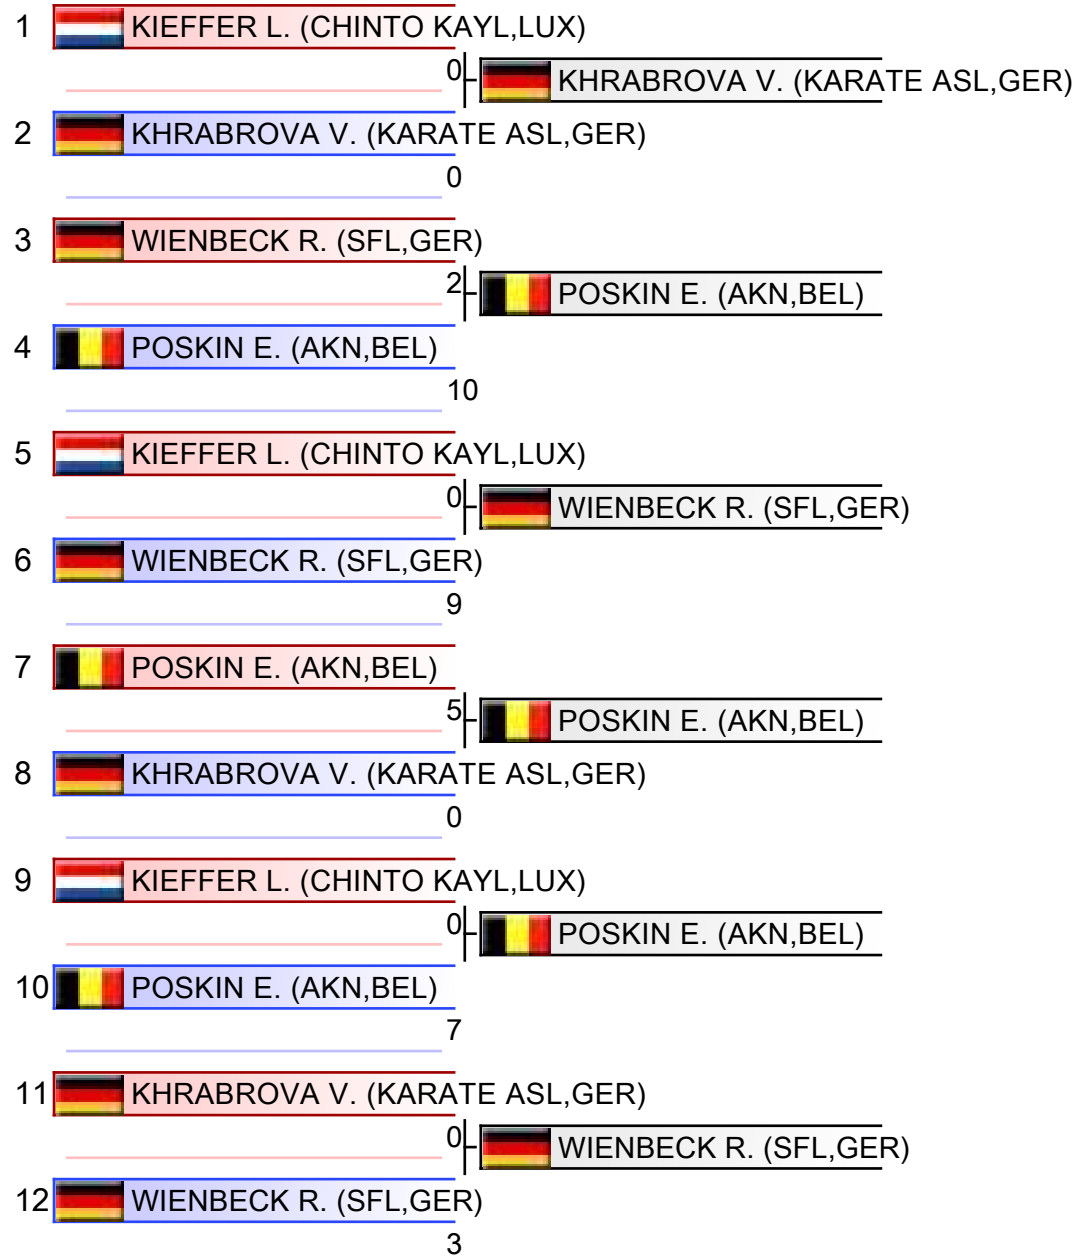 1 KIEFFER L. (CHINTO KAYL,LUX)
0 KHRABROVA V. (KARATE ASL,GER)
2 KHRABROVA V. (KARATE ASL,GER)
0
3 WIENBECK R. (SFL,GER)
2 POSKIN E. (AKN,BEL)
4 POSKIN E. (AKN,BEL)
10
5 KIEFFER L. (CHINTO KAYL,LUX)
0 WIENBECK R. (SFL,GER)
6 WIENBECK R. (SFL,GER)
9
7 POSKIN E. (AKN,BEL)
5 POSKIN E. (AKN,BEL)
8 KHRABROVA V. (KARATE ASL,GER)
0
9 KIEFFER L. (CHINTO KAYL,LUX)
0 POSKIN E. (AKN,BEL)
10 POSKIN E. (AKN,BEL)
7
11 KHRABROVA V. (KARATE ASL,GER)
0 WIENBECK R. (SFL,GER)
12 WIENBECK R. (SFL,GER)
3